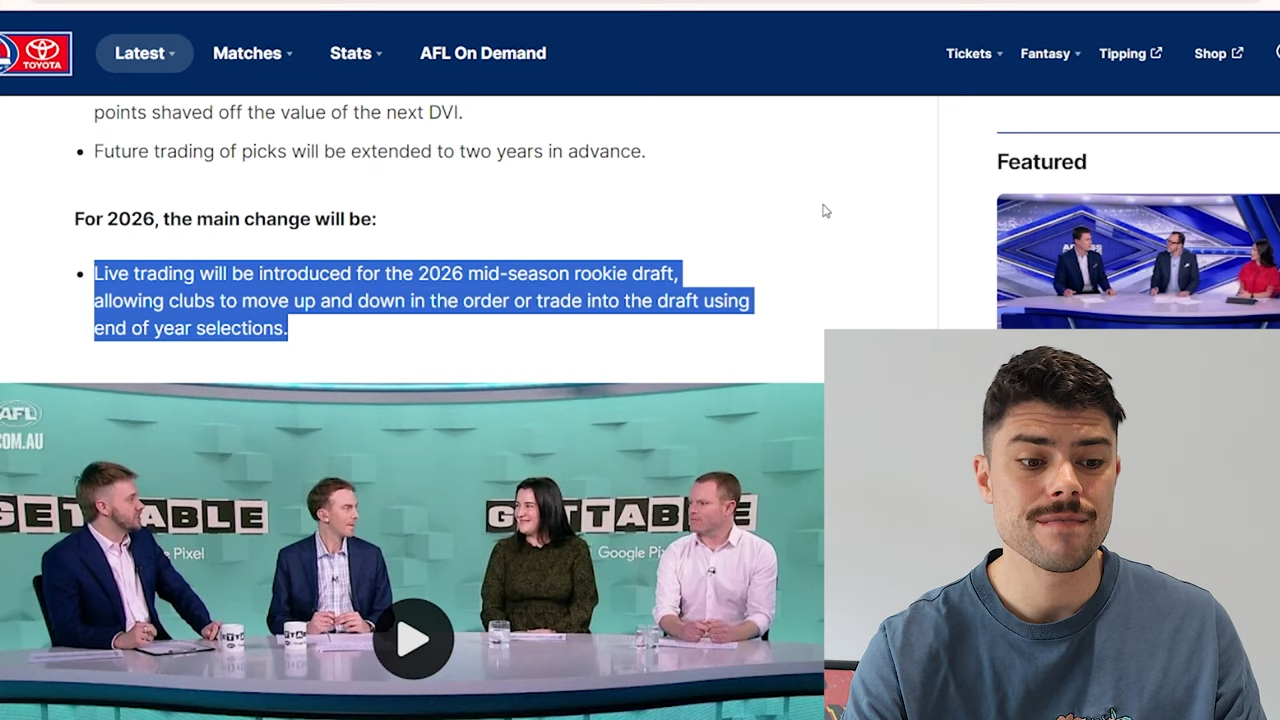 TOYOTA
Latest
Matches
Stats
AFL On Demand
Tickets
Fantasy
Tipping
Shop
points shaved off the value of the next DVI.
• Future trading of picks will be extended to two years in advance.
For 2026, the main change will be:
• Live trading will be introduced for the 2026 mid-season rookie draft,
allowing clubs to move up and down in the order or trade into the draft using
end of year selections.
Featured
AFL
.COM.AU
GETTABLE
GETTABLE
Pixel
Google Pix